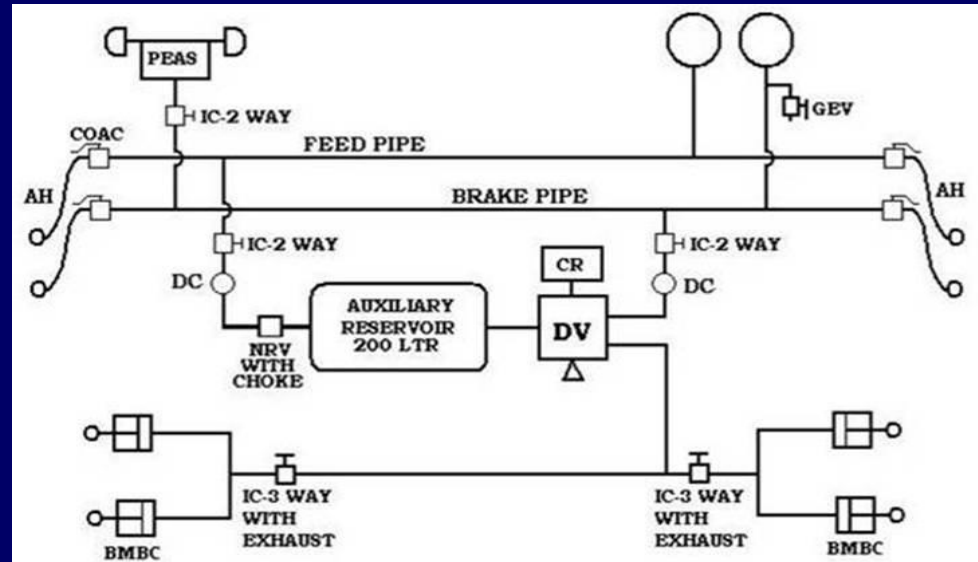 PEAS
IC-2 WAY
GEV
COAC
FEED PIPE
AH
AH
BRAKE PIPE
IC-2 WAY
IC-2 WAY
CR
DC
DC
AUXILIARY
RESERVOIR
200 LTR
DV
NRV
WITH
CHOKE
IC-3 WAY
WITH
EXHAUST
IC-3 WAY
WITH
EXHAUST
BMBC
BMBC